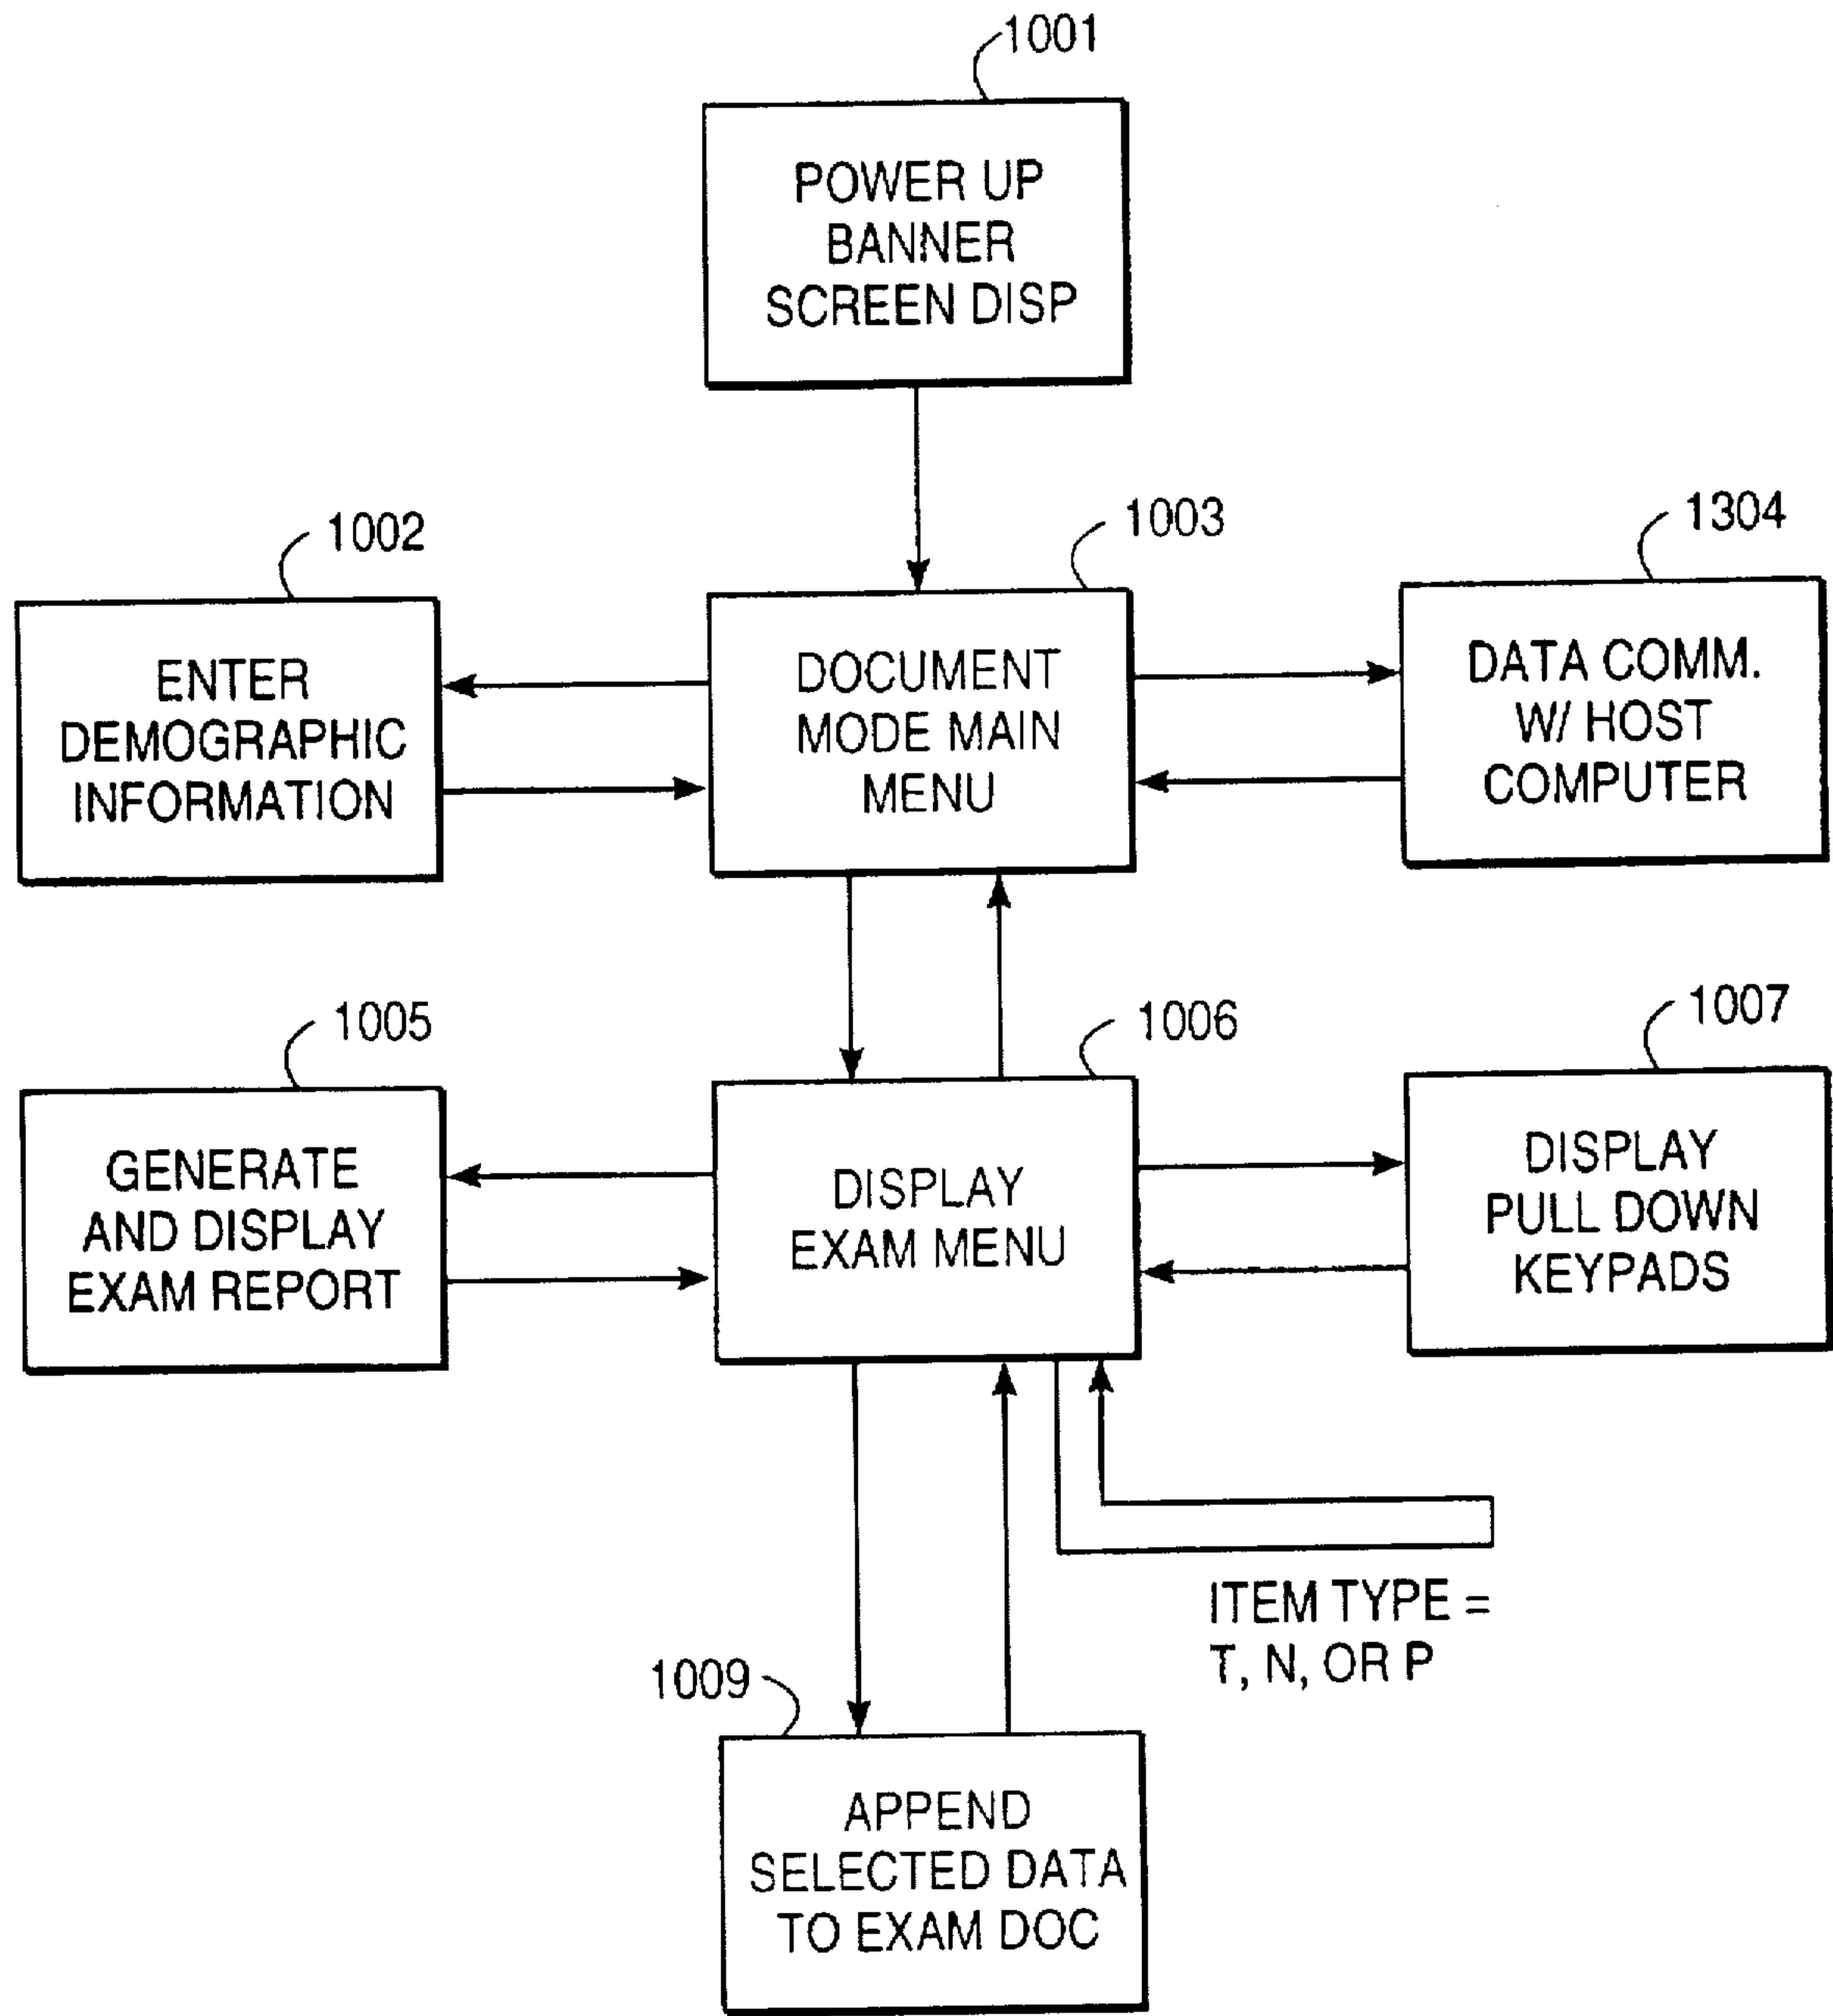 1001
POWER UP
BANNER
SCREEN DISP
1002
ENTER
DEMOGRAPHIC
INFORMATION
1003
DOCUMENT
MODE MAIN
MENU
1304
DATA COMM.
W/ HOST
COMPUTER
1005
GENERATE
AND DISPLAY
EXAM REPORT
1006
DISPLAY
EXAM MENU
1007
DISPLAY
PULL DOWN
KEYPADS
ITEM TYPE =
T, N, OR P
1009
APPEND
SELECTED DATA
TO EXAM DOC